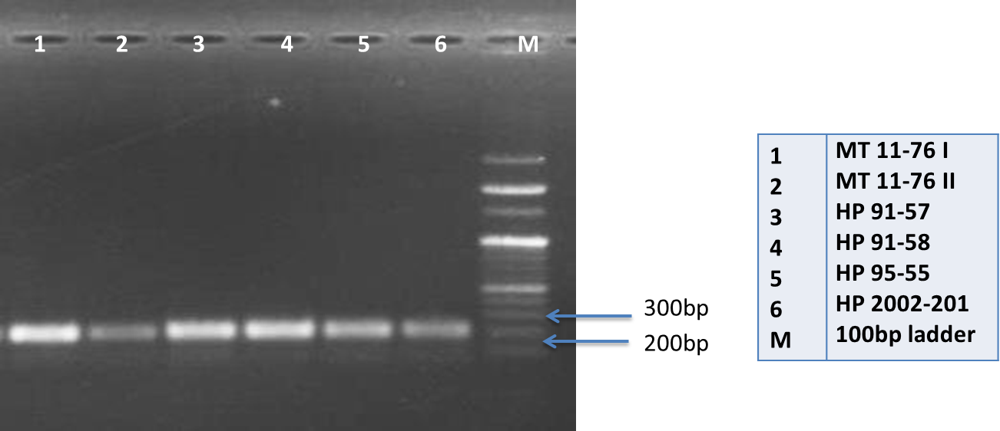 1 2 3 4 5 6 M
300bp
200bp
1 MT 11-76 I
2 MT 11-76 II
3 HP 91-57
4 HP 91-58
5 HP 95-55
6 HP 2002-201
M 100bp ladder